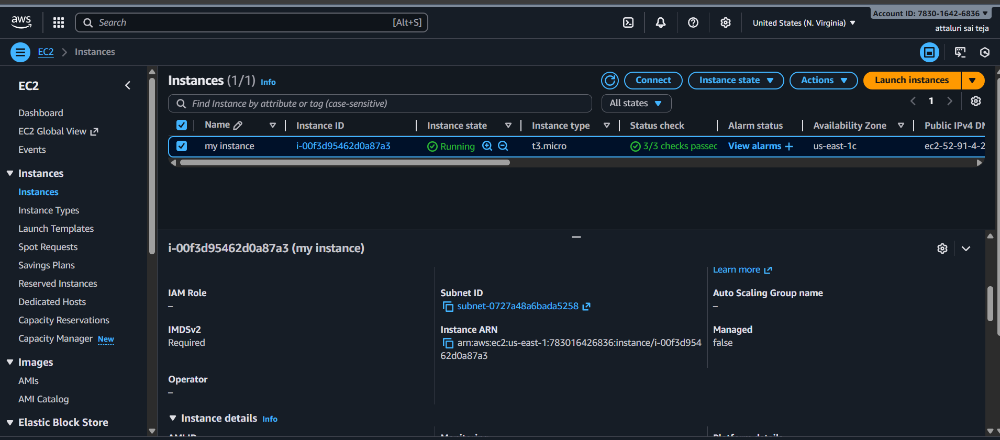 aws
Search [Alt+S]
United States (N. Virginia)
Account ID: 7830-1642-6836
attaluri sai teja
EC2 Instances
EC2
Dashboard
EC2 Global View
Events
Instances
Instances
Instance Types
Launch Templates
Spot Requests
Savings Plans
Reserved Instances
Dedicated Hosts
Capacity Reservations
Capacity Manager New
Images
AMIs
AMI Catalog
Elastic Block Store
Instances (1/1) Info
Connect
Instance state
Actions
Launch instances
Find Instance by attribute or tag (case-sensitive)
All states
1
Name Instance ID Instance state Instance type Status check Alarm status Availability Zone Public IPv4 DN
my instance i-00f3d95462d0a87a3 Running t3.micro 3/3 checks passed View alarms + us-east-1c ec2-52-91-4-2
i-00f3d95462d0a87a3 (my instance)
Learn more
IAM Role
–
Subnet ID
subnet-0727a48a6bada5258
Auto Scaling Group name
–
IMDSv2
Required
Instance ARN
arn:aws:ec2:us-east-1:783016426836:instance/i-00f3d954
62d0a87a3
Managed
false
Operator
–
Instance details Info
AMI ID Monitoring Platform details